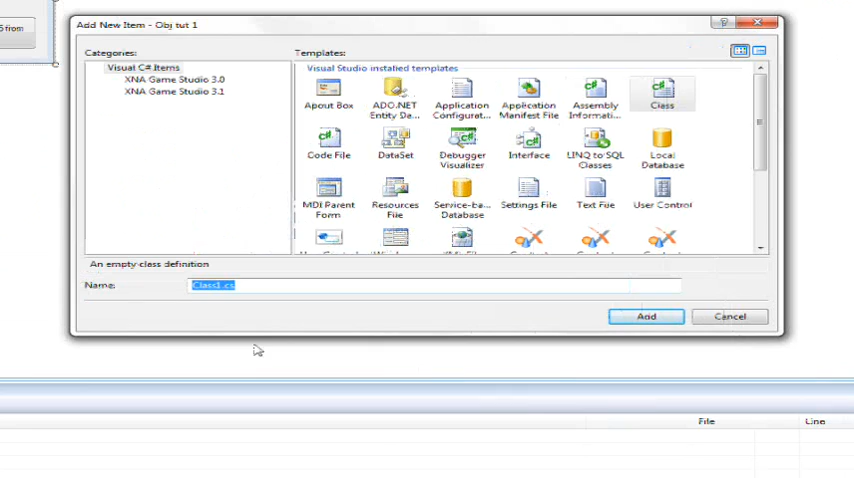 5 from
Add New Item - Obj tut 1
Categories:
Templates:
Visual C# Items
XNA Game Studio 3.0
XNA Game Studio 3.1
Visual Studio installed templates
About Box
ADO.NET
Entity Da...
Application
Configurat...
Application
Manifest File
Assembly
Informati...
Class
Code File
DataSet
Debugger
Visualizer
Interface
LINQ to SQL
Classes
Local
Database
MDI Parent
Form
Resources
File
Service-ba...
Database
Settings File
Text File
User Control
An empty class definition
Name:
Class1.cs
Add
Cancel
File
Line